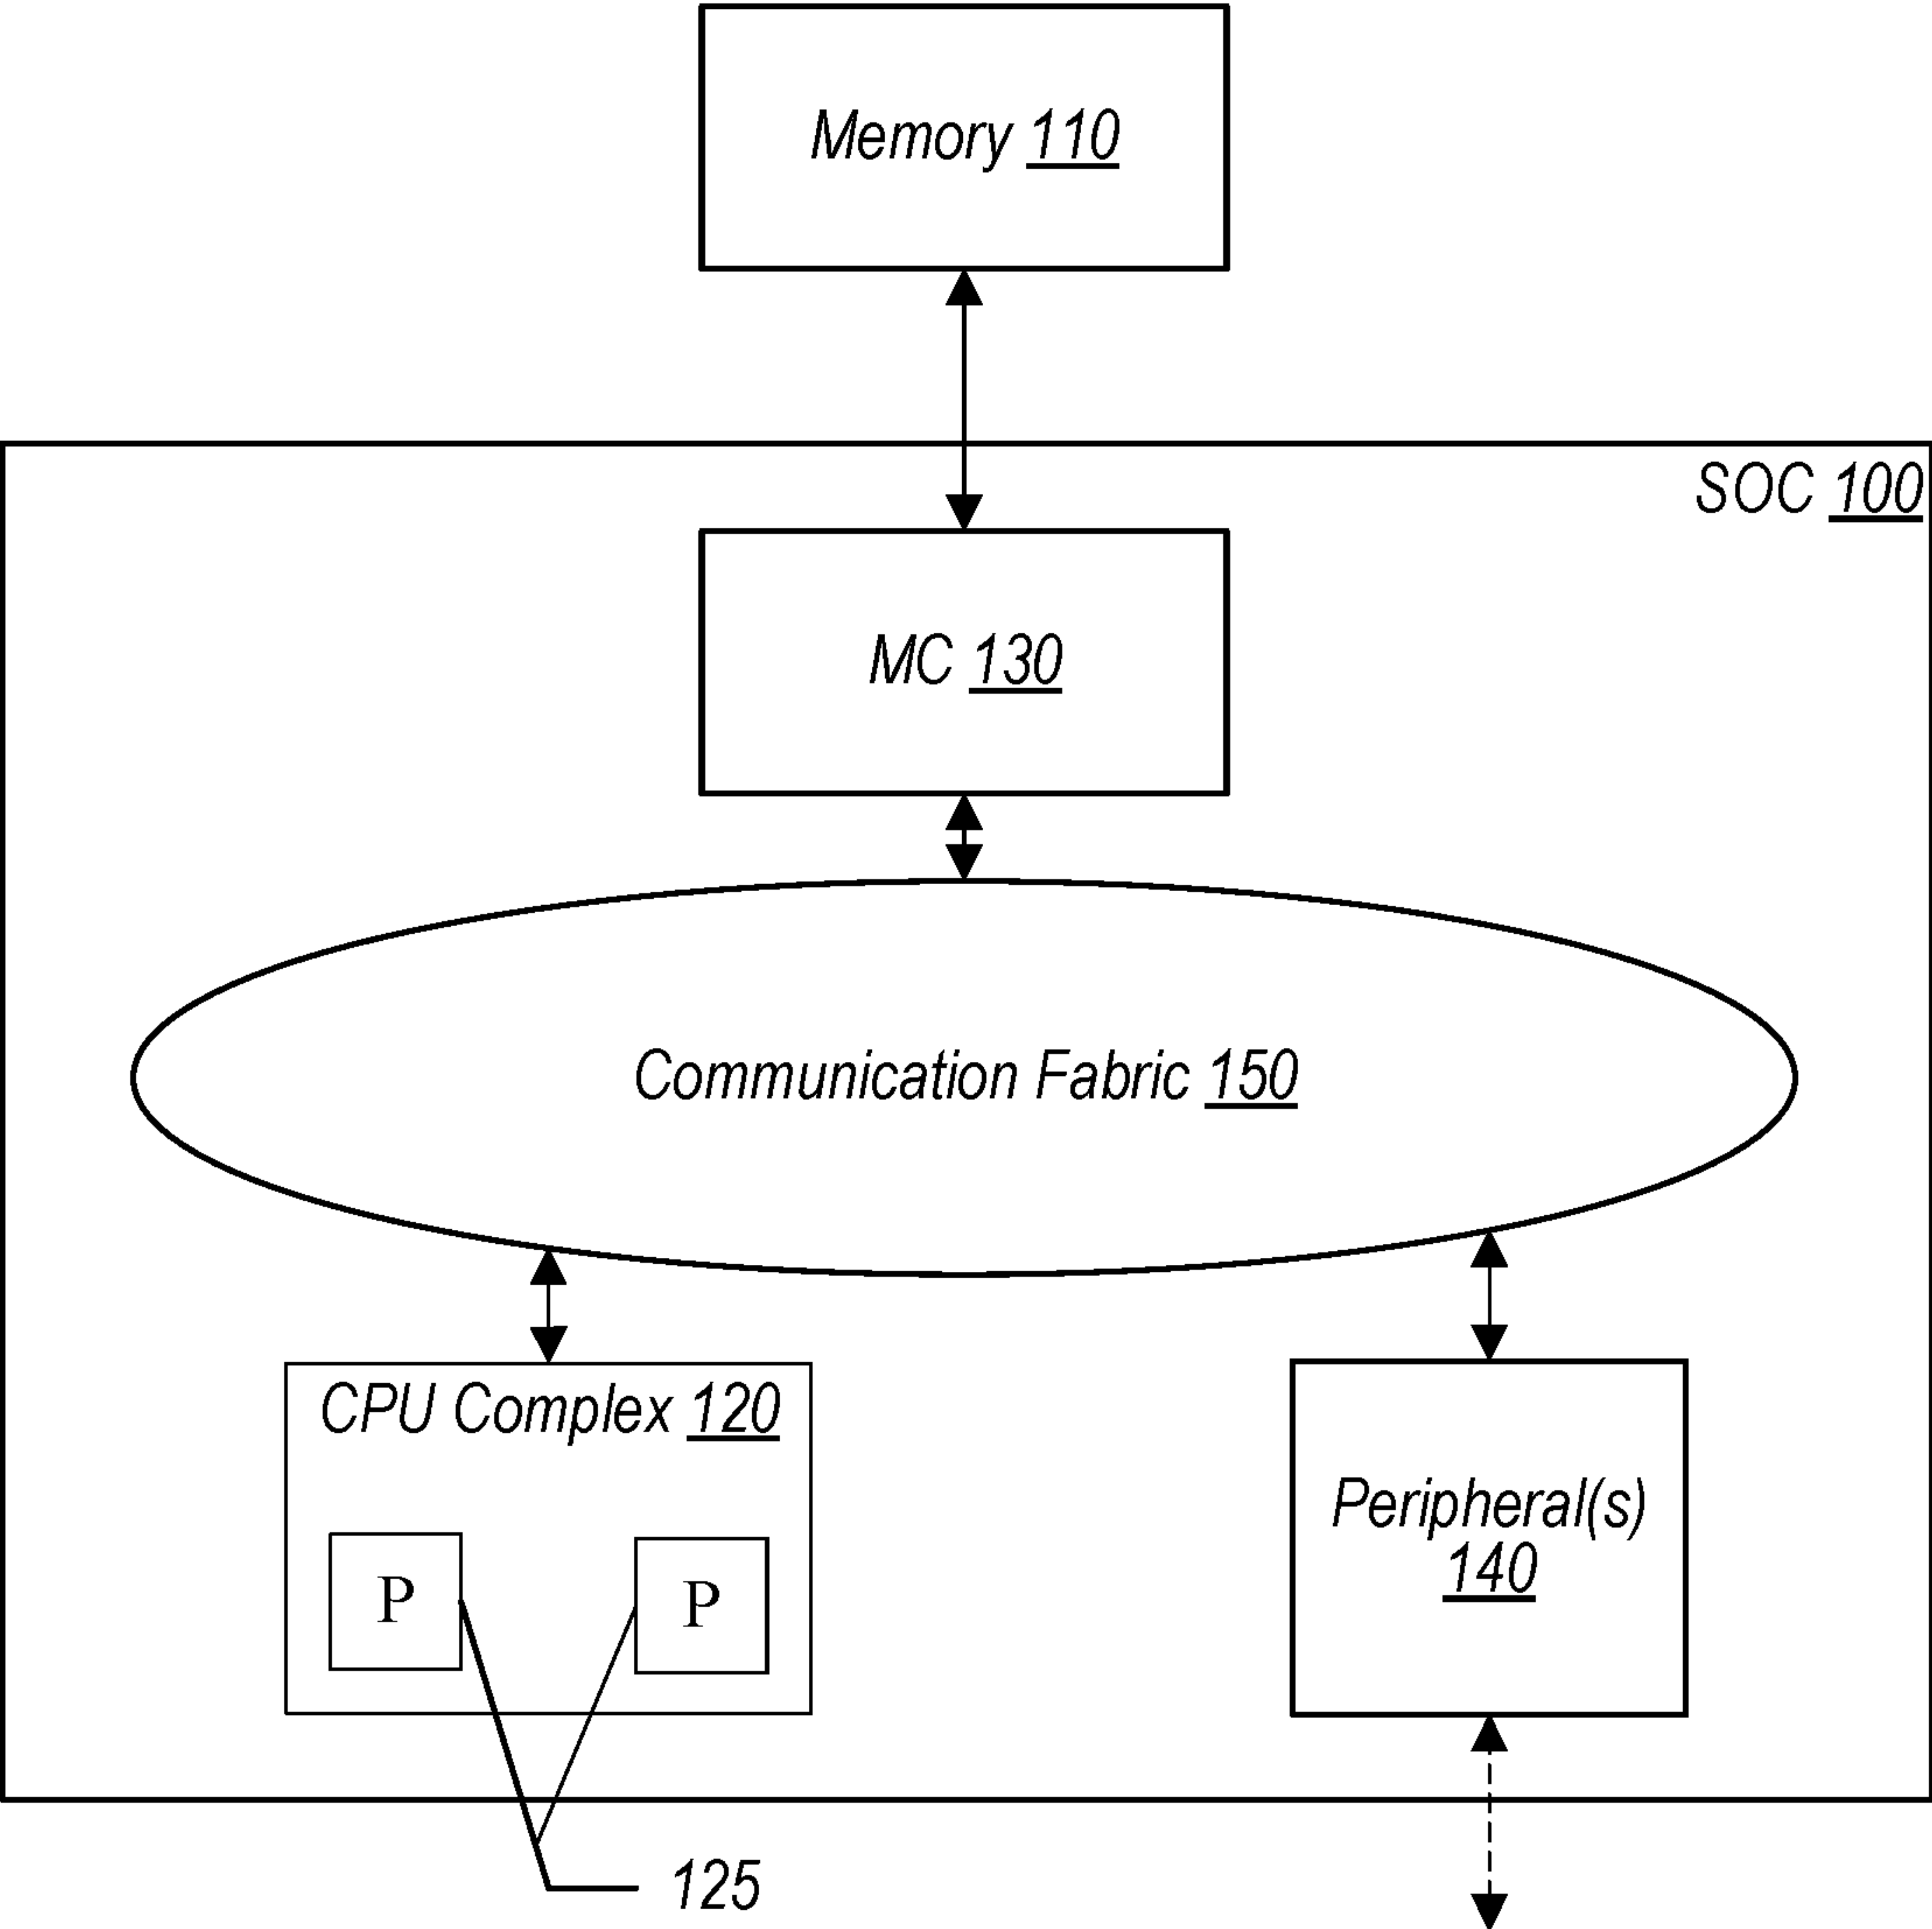 Memory 110
SOC 100
MC 130
Communication Fabric 150
CPU Complex 120
P
P
Peripheral(s)
140
125